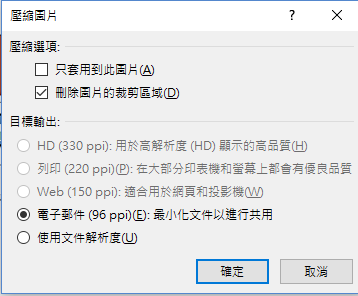 壓縮圖片
壓縮選項:
只套用到此圖片(A)
刪除圖片的裁剪區域(D)
目標輸出:
HD (330 ppi): 用於高解析度 (HD) 顯示的高品質(H)
列印 (220 ppi)(P): 在大部分印表機和螢幕上都會有優良品質
Web (150 ppi): 適合用於網頁和投影機(W)
電子郵件 (96 ppi)(E): 最小化文件以進行共用
使用文件解析度(U)
確定 取消